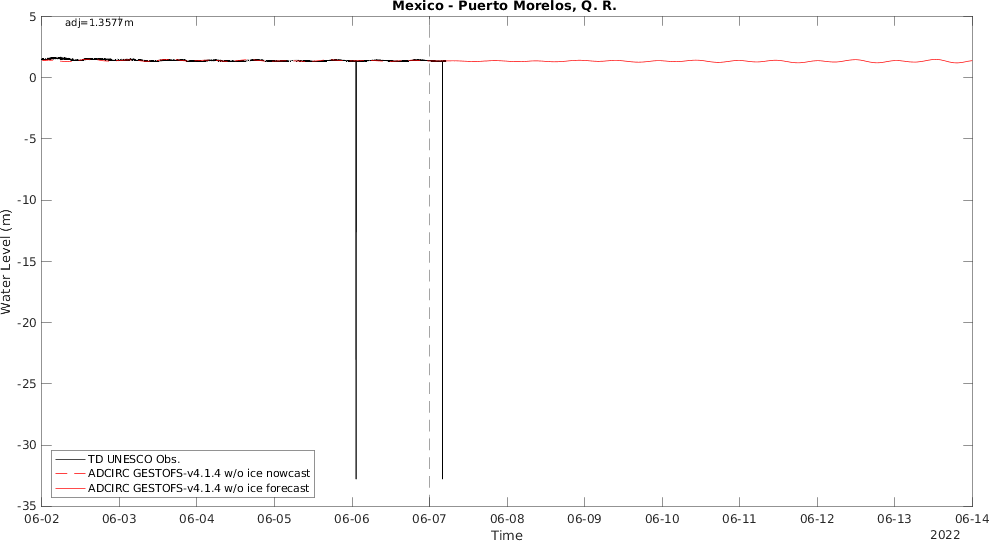 Mexico - Puerto Morelos, Q. R.
adj=1.3577m
5
0
-5
-10
-15
-20
-25
-30
-35
Water Level (m)
TD UNESCO Obs.
ADCIRC GESTOFS-v4.1.4 w/o ice nowcast
ADCIRC GESTOFS-v4.1.4 w/o ice forecast
06-02 06-03 06-04 06-05 06-06 06-07 06-08 06-09 06-10 06-11 06-12 06-13 06-14
Time
2022